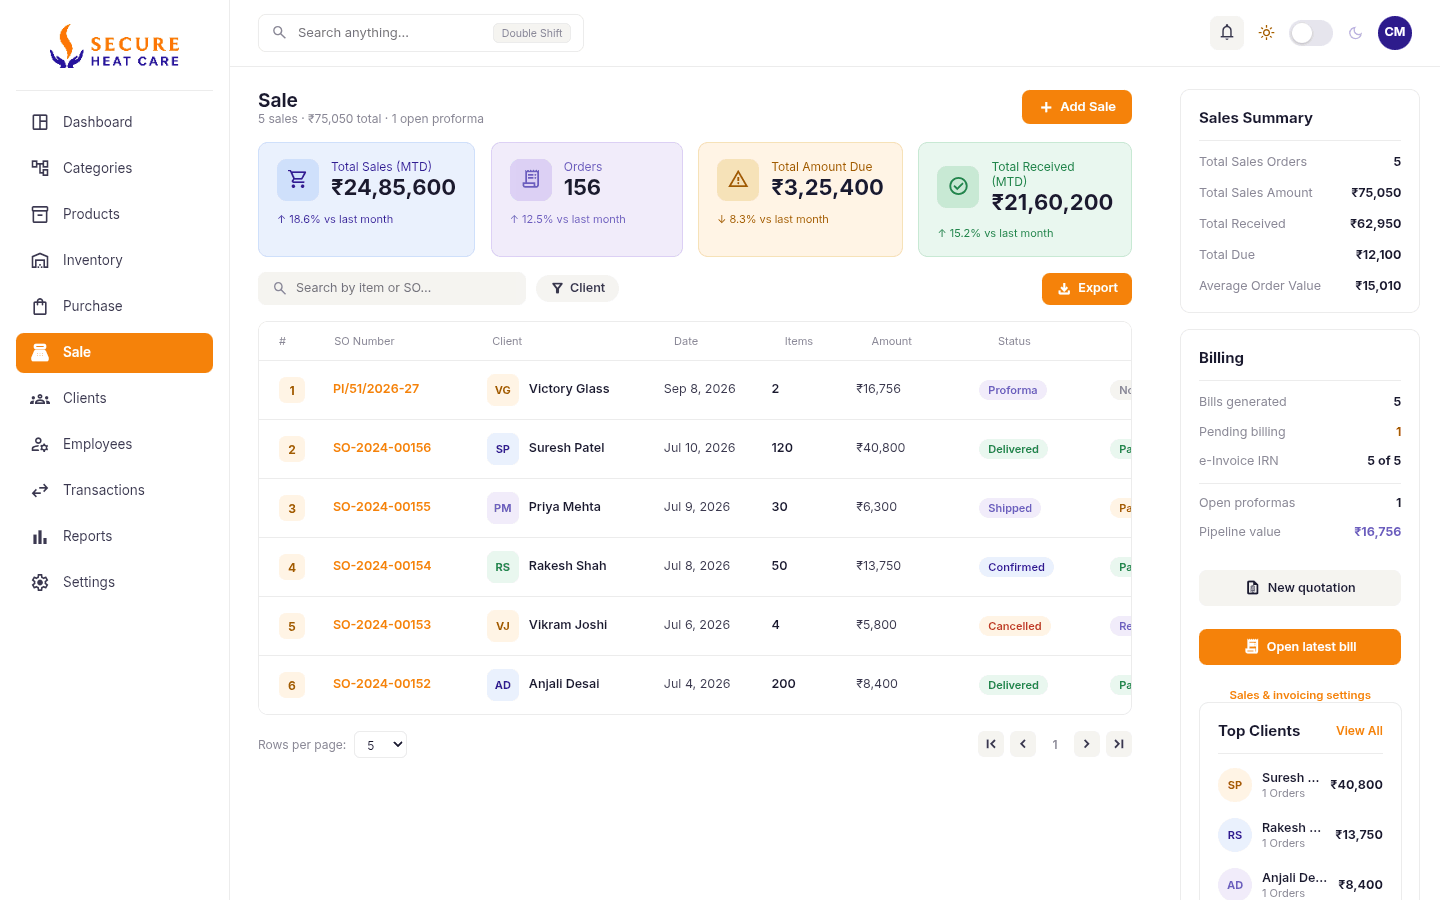 SECURE
HEAT CARE
Dashboard
Categories
Products
Inventory
Purchase
Sale
Clients
Employees
Transactions
Reports
Settings
Search anything...
Double Shift
CM
Sale
5 sales · ₹75,050 total · 1 open proforma
Add Sale
Total Sales (MTD)
₹24,85,600
↑ 18.6% vs last month
Orders
156
↑ 12.5% vs last month
Total Amount Due
₹3,25,400
↓ 8.3% vs last month
Total Received
(MTD)
₹21,60,200
↑ 15.2% vs last month
Search by item or SO...
Client
Export
# SO Number Client Date Items Amount Status
1 PI/51/2026-27 VG Victory Glass Sep 8, 2026 2 ₹16,756 Proforma No
2 SO-2024-00156 SP Suresh Patel Jul 10, 2026 120 ₹40,800 Delivered Pa
3 SO-2024-00155 PM Priya Mehta Jul 9, 2026 30 ₹6,300 Shipped Pa
4 SO-2024-00154 RS Rakesh Shah Jul 8, 2026 50 ₹13,750 Confirmed Pa
5 SO-2024-00153 VJ Vikram Joshi Jul 6, 2026 4 ₹5,800 Cancelled Re
6 SO-2024-00152 AD Anjali Desai Jul 4, 2026 200 ₹8,400 Delivered Pa
Rows per page: 5
1
Sales Summary
Total Sales Orders 5
Total Sales Amount ₹75,050
Total Received ₹62,950
Total Due ₹12,100
Average Order Value ₹15,010
Billing
Bills generated 5
Pending billing 1
e-Invoice IRN 5 of 5
Open proformas 1
Pipeline value ₹16,756
New quotation
Open latest bill
Sales & invoicing settings
Top Clients View All
SP Suresh ... ₹40,800
1 Orders
RS Rakesh ... ₹13,750
1 Orders
AD Anjali De... ₹8,400
1 Orders